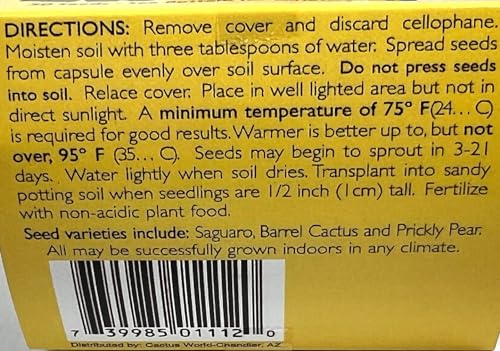 DIRECTIONS: Remove cover and discard cellophane.
Moisten soil with three tablespoons of water. Spread seeds
from capsule evenly over soil surface. Do not press seeds
into soil. Relace cover. Place in well lighted area but not in
direct sunlight. A minimum temperature of 75° F(24... C)
is required for good results. Warmer is better up to, but not
over, 95° F (35... C). Seeds may begin to sprout in 3-21
days. Water lightly when soil dries. Transplant into sandy
potting soil when seedlings are 1/2 inch (1cm) tall. Fertilize
with non-acidic plant food.
Seed varieties include: Saguaro, Barrel Cactus and Prickly Pear.
All may be successfully grown indoors in any climate.
7 39985 01112 0
Distributed by: Cactus World-Chandler, AZ